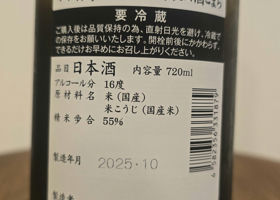 要冷蔵
ご購入後は品質保持の為、直射日光を避け、冷蔵で
の保存をお願いいたします。開栓前後にかかわらず、
できるだけお早めにお召し上がりください。
品目 日本酒 内容量 720ml
アルコール分 16度
原材料名 米(国産)
米こうじ(国産米)
精米歩合 55%
製造年月 2025-10
4582356331879